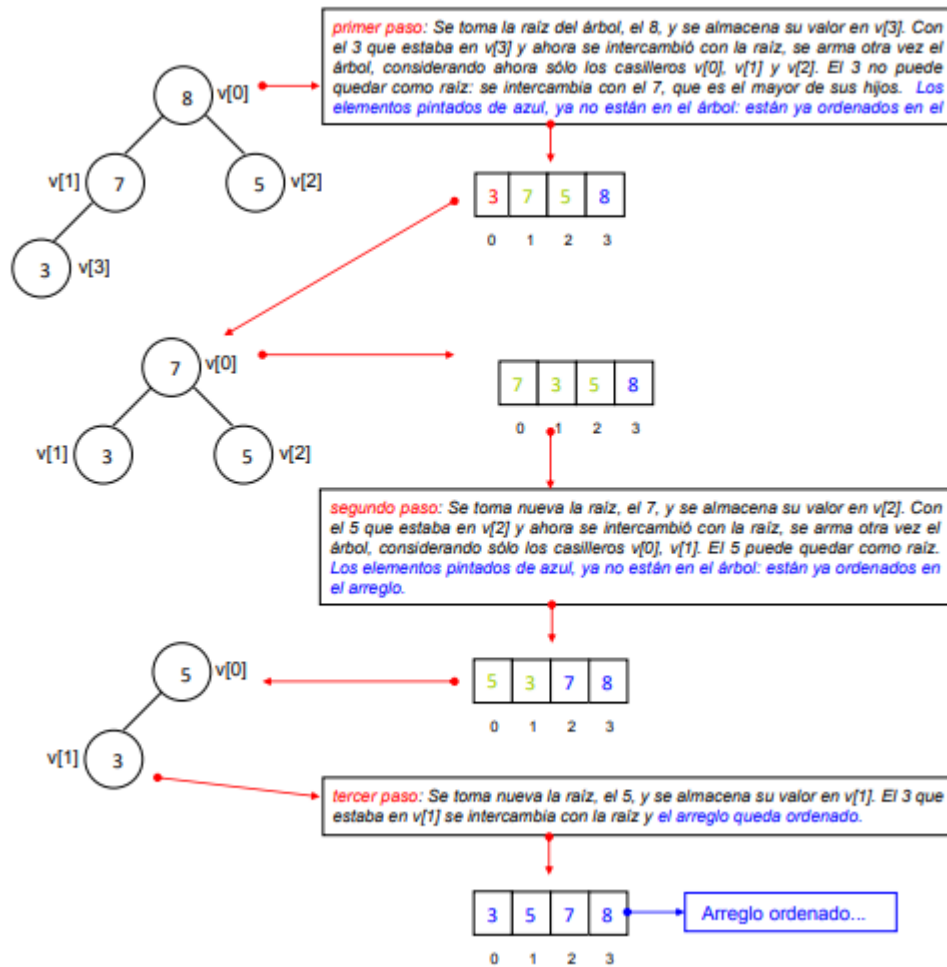 primer paso: Se toma la raíz del árbol, el 8, y se almacena su valor en v[3]. Con
el 3 que estaba en v[3] y ahora se intercambió con la raíz, se arma otra vez el
árbol, considerando ahora sólo los casilleros v[0], v[1] y v[2]. El 3 no puede
quedar como raíz: se intercambia con el 7, que es el mayor de sus hijos. Los
elementos pintados de azul, ya no están en el árbol: están ya ordenados en el
8 v[0]
v[1] 7 5 v[2]
3 v[3]
3 7 5 8
0 1 2 3
7 v[0]
v[1] 3 5 v[2]
7 3 5 8
0 1 2 3
segundo paso: Se toma nueva la raíz, el 7, y se almacena su valor en v[2]. Con
el 5 que estaba en v[2] y ahora se intercambió con la raíz, se arma otra vez el
árbol, considerando sólo los casilleros v[0], v[1]. El 5 puede quedar como raíz.
Los elementos pintados de azul, ya no están en el árbol: están ya ordenados en
el arreglo.
5 v[0]
v[1] 3
5 3 7 8
0 1 2 3
tercer paso: Se toma nueva la raíz, el 5, y se almacena su valor en v[1]. El 3 que
estaba en v[1] se intercambia con la raíz y el arreglo queda ordenado.
3 5 7 8
0 1 2 3
Arreglo ordenado...